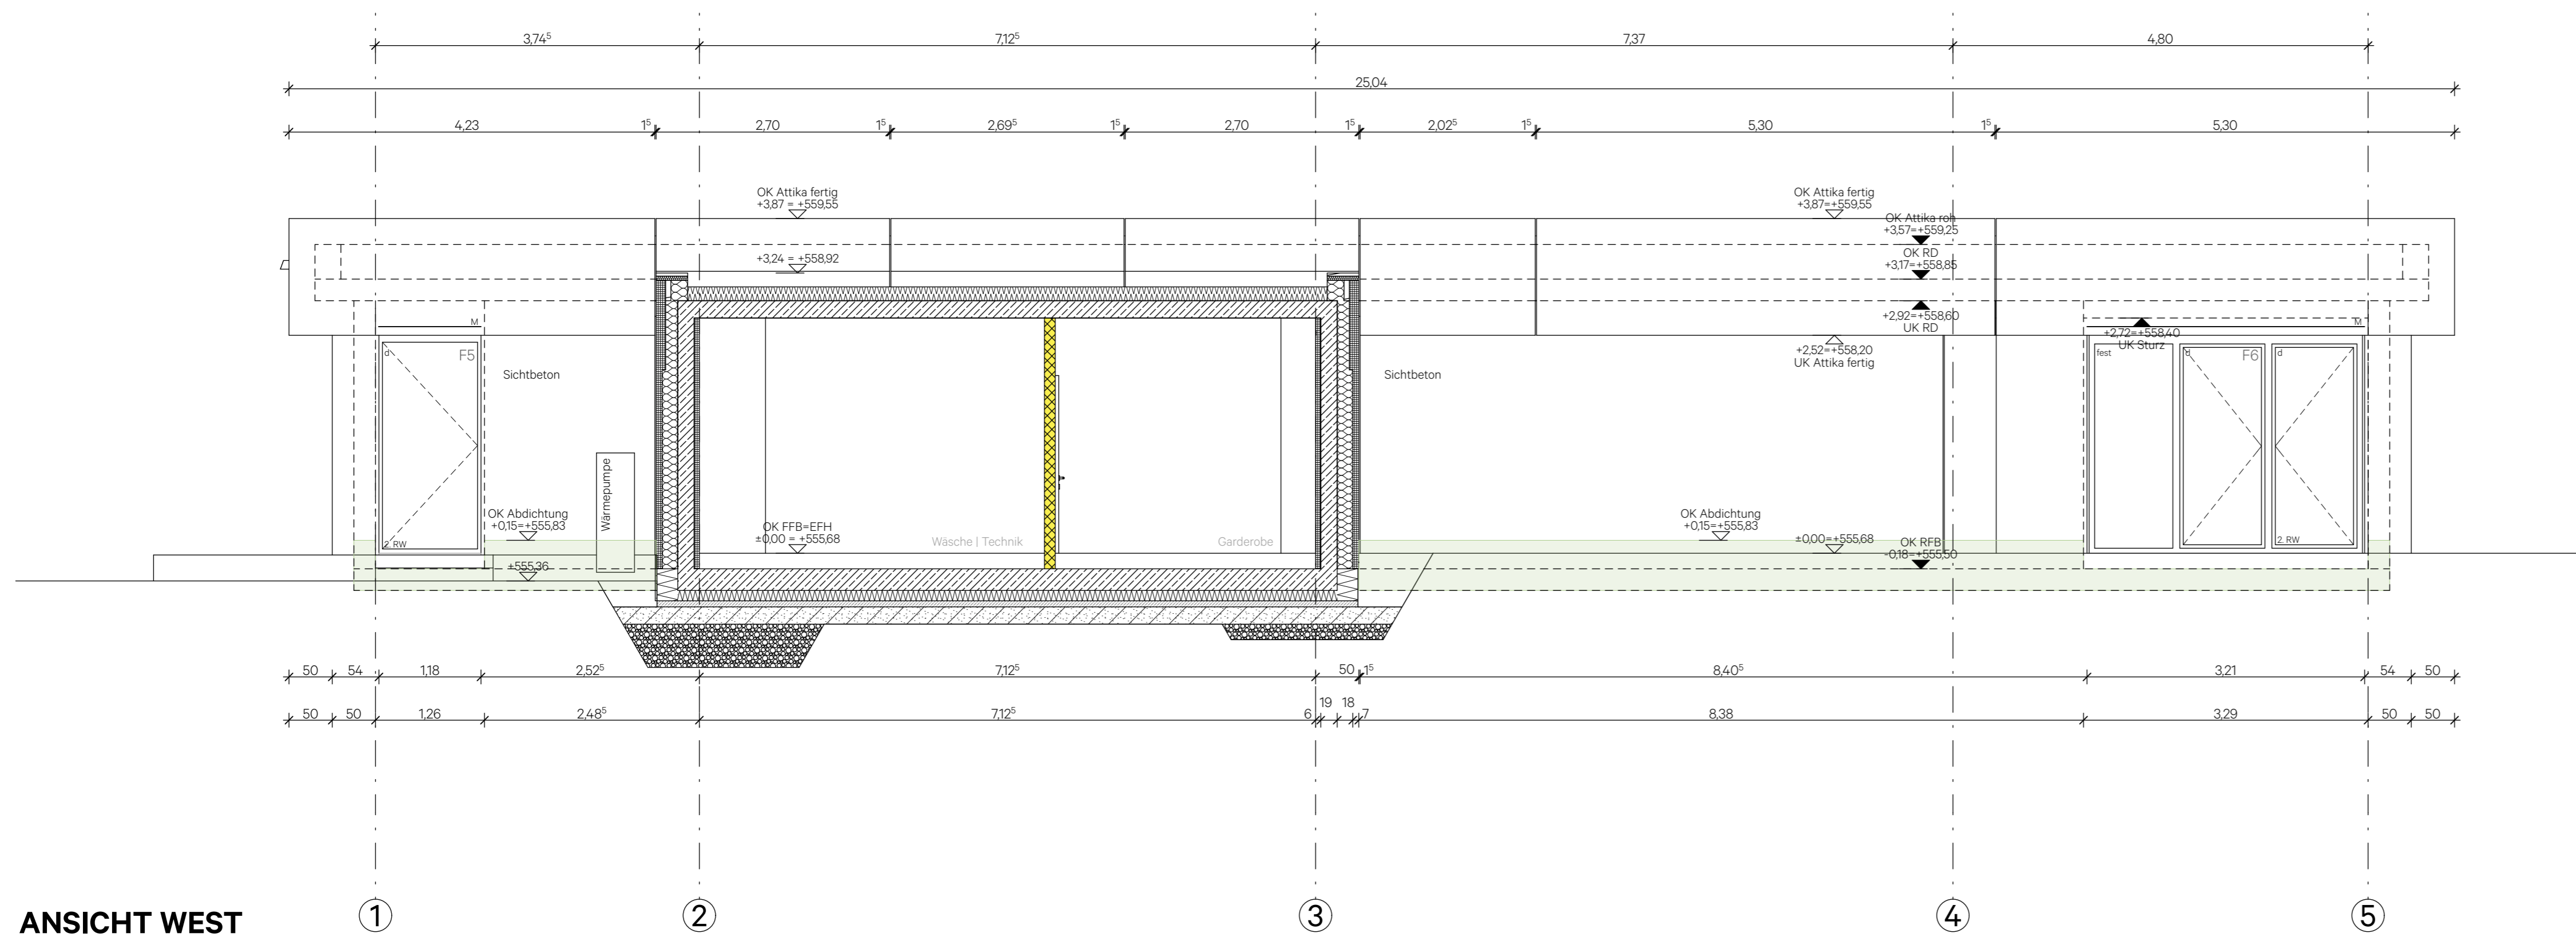 3,74⁵ 7,12⁵ 7,37 4,80
25,04
4,23 1⁵ 2,70 1⁵ 2,69⁵ 1⁵ 2,70 1⁵ 2,02⁵ 1⁵ 5,30 1⁵ 5,30
OK Attika fertig
+3,87 = +559,55
OK Attika fertig
+3,87=+559,55
OK Attika roh
+3,57=+559,25
+3,24 = +558,92
OK RD
+3,17=+558,85
+2,92=+558,60
UK RD
M
M
+2,72=+558,40
UK Sturz
+2,52=+558,20
UK Attika fertig
d F5
fest d F6 d
Sichtbeton
Sichtbeton
Wärmepumpe
OK Abdichtung
+0,15=+555,83
OK FFB=EFH
±0,00 = +555,68
Wäsche | Technik
Garderobe
OK Abdichtung
+0,15=+555,83
±0,00=+555,68
OK RFB
-0,18=+555,50
2. RW
2. RW
+555,36
50 54 1,18 2,52⁵ 7,12⁵ 50 1⁵ 8,40⁵ 3,21 54 50
19 18
50 50 1,26 2,48⁵ 7,12⁵ 6 7 8,38 3,29 50 50
1 2 3 4 5
ANSICHT WEST